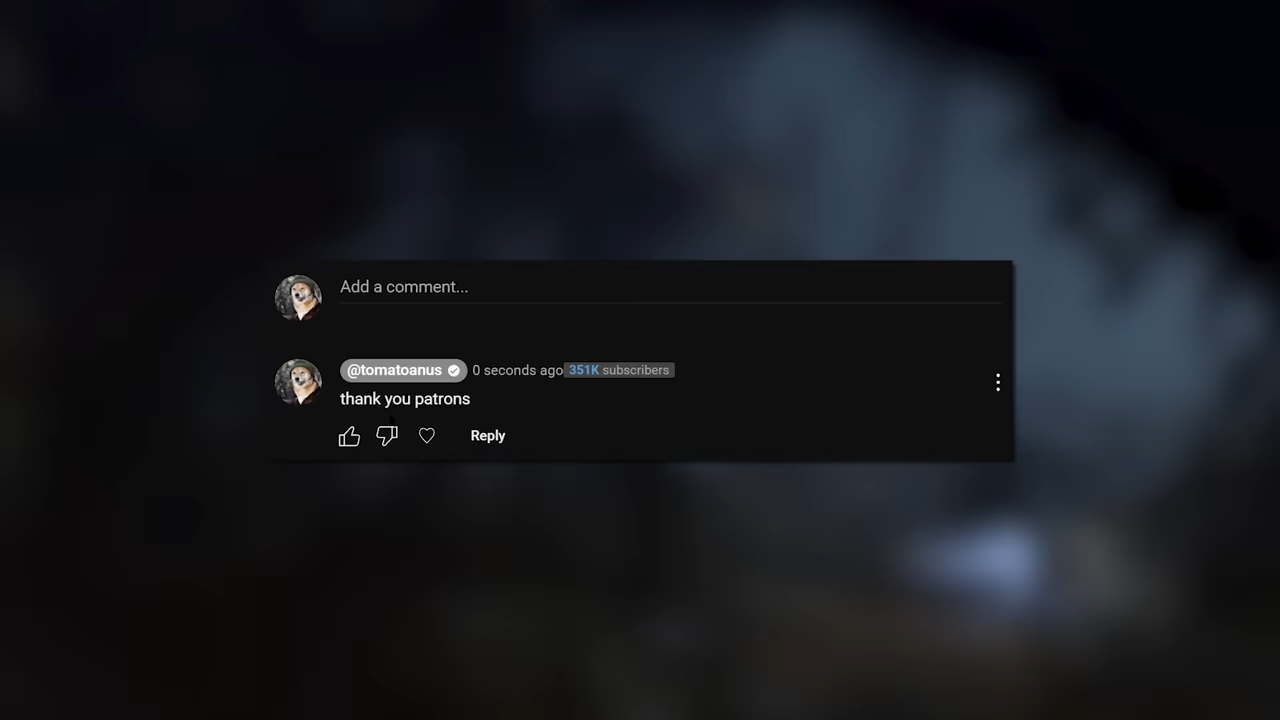 Add a comment...
@tomatoanus 0 seconds ago 351K subscribers
thank you patrons
Reply